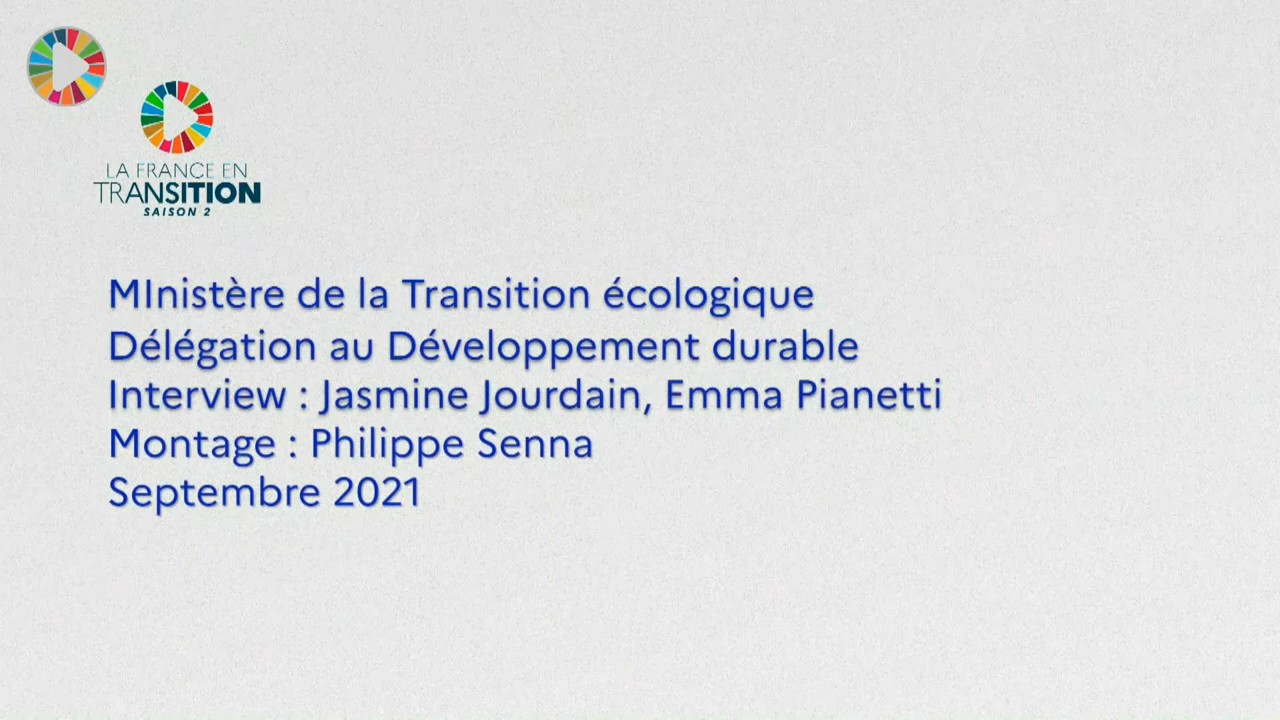 LA FRANCE EN
TRANSITION
SAISON 2
MInistère de la Transition écologique
Délégation au Développement durable
Interview : Jasmine Jourdain, Emma Pianetti
Montage : Philippe Senna
Septembre 2021